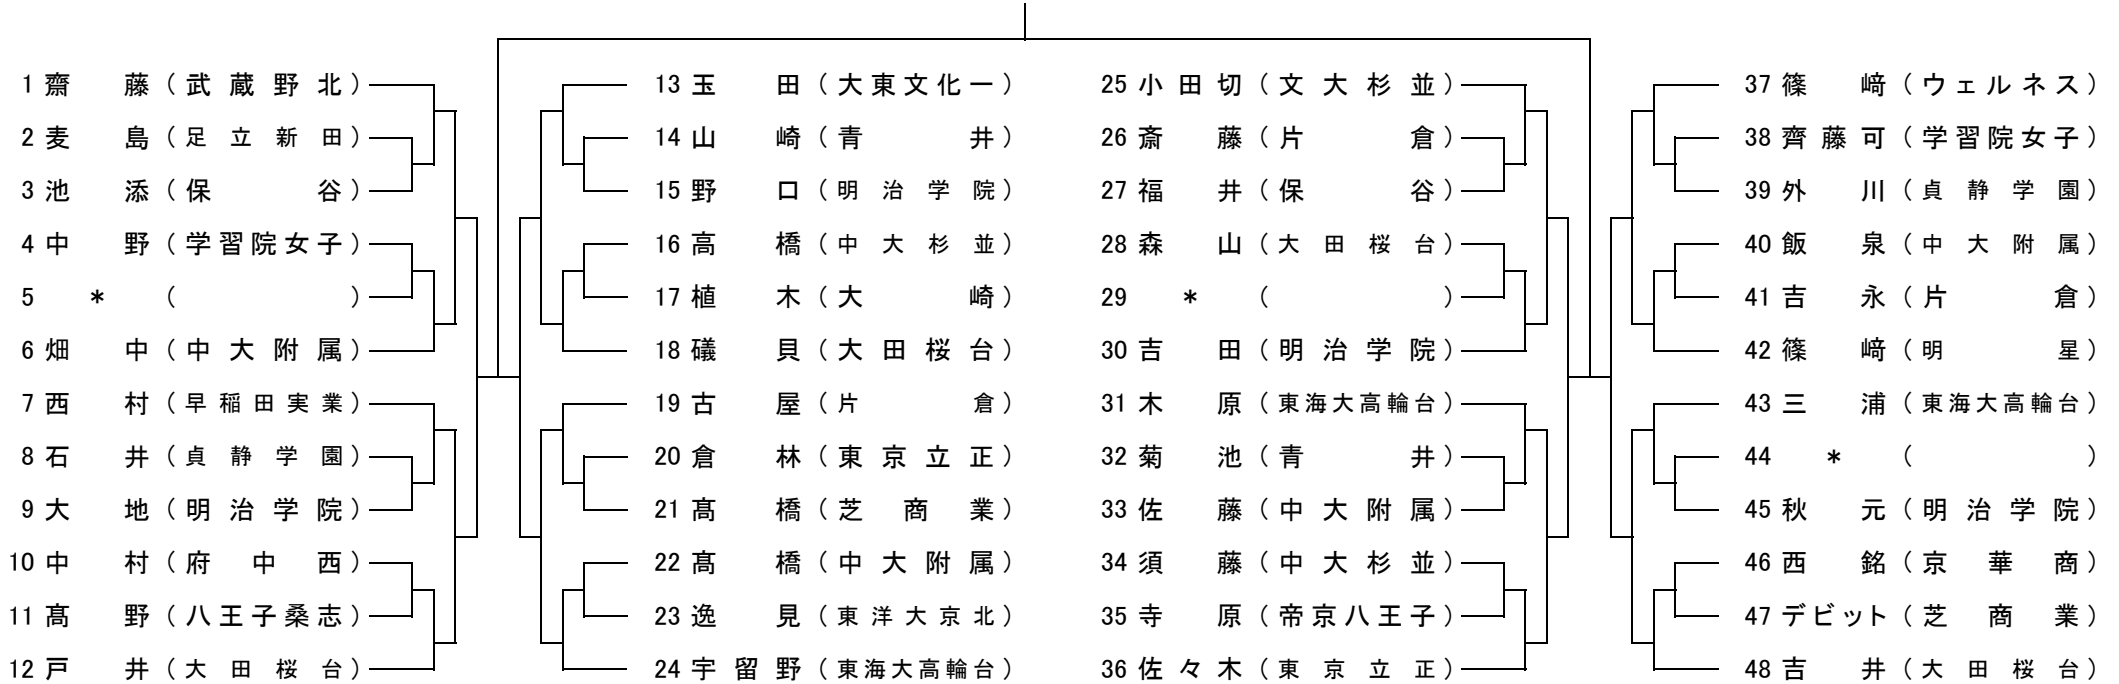 1 齋藤(武蔵野北)
2 麦島(足立新田)
3 池添(保谷)
4 中野(学習院女子)
5 *( )
6 畑中(中大附属)
7 西村(早稲田実業)
8 石井(貞静学園)
9 大地(明治学院)
10 中村(府中西)
11 髙野(八王子桑志)
12 戸井(大田桜台)
13 玉田(大東文化一)
14 山崎(青井)
15 野口(明治学院)
16 高橋(中大杉並)
17 植木(大崎)
18 礒貝(大田桜台)
19 古屋(片倉)
20 倉林(東京立正)
21 髙橋(芝商業)
22 髙橋(中大附属)
23 逸見(東洋大京北)
24 宇留野(東海大高輪台)
25 小田切(文大杉並)
26 斎藤(片倉)
27 福井(保谷)
28 森山(大田桜台)
29 *( )
30 吉田(明治学院)
31 木原(東海大高輪台)
32 菊池(青井)
33 佐藤(中大附属)
34 須藤(中大杉並)
35 寺原(帝京八王子)
36 佐々木(東京立正)
37 篠﨑(ウェルネス)
38 齊藤可(学習院女子)
39 外川(貞静学園)
40 飯泉(中大附属)
41 吉永(片倉)
42 篠﨑(明星)
43 三浦(東海大高輪台)
44 *( )
45 秋元(明治学院)
46 西銘(京華商)
47 デビット(芝商業)
48 吉井(大田桜台)